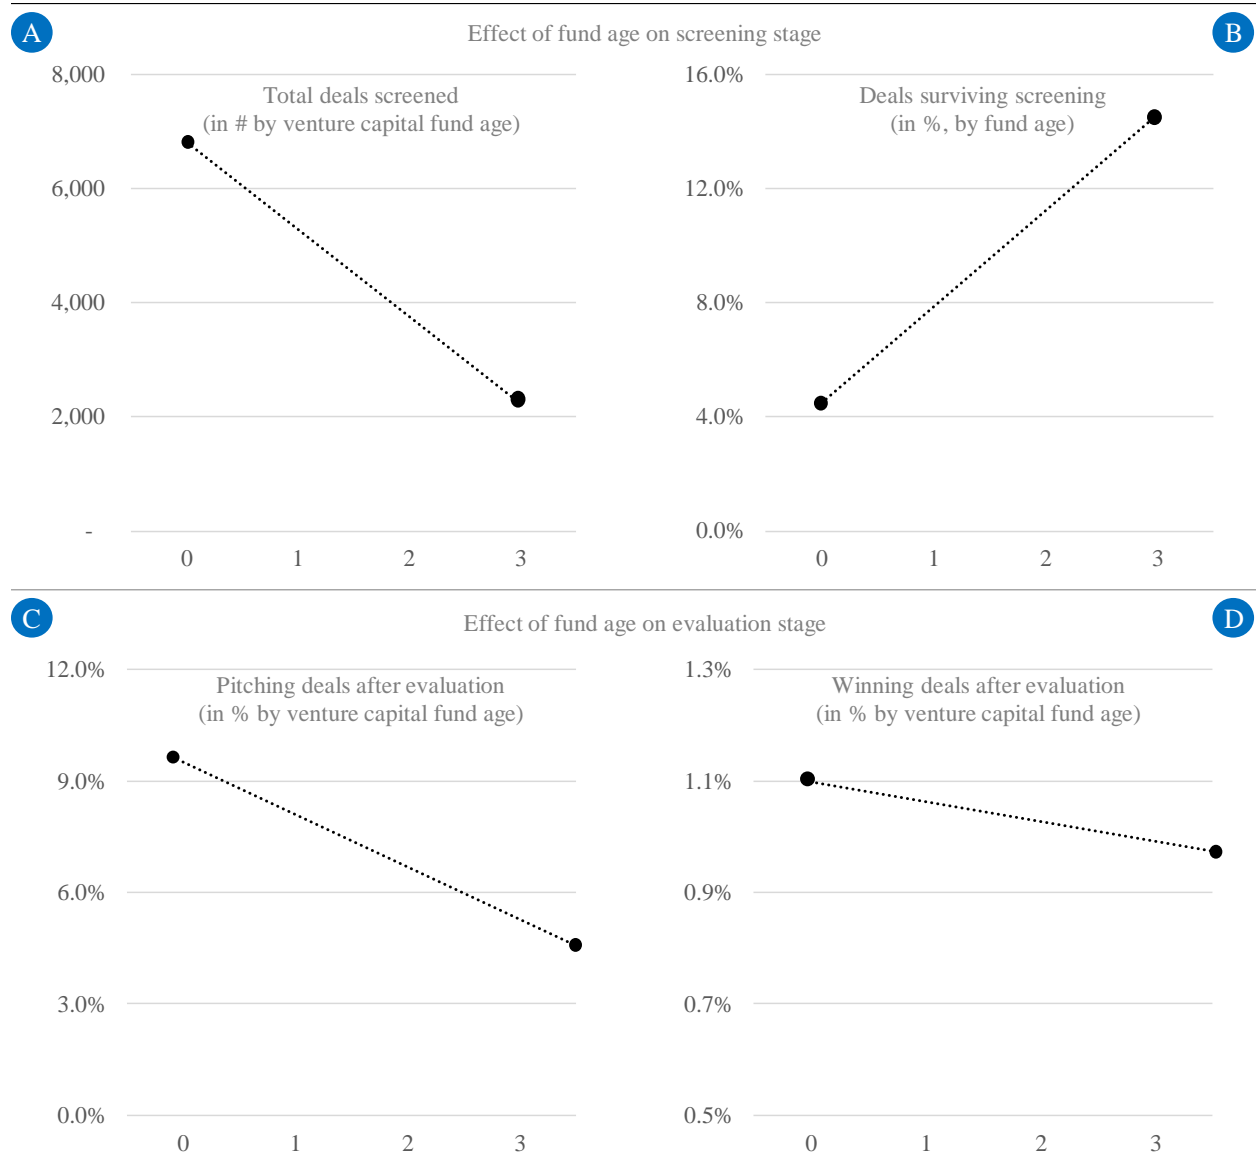 A
Effect of fund age on screening stage
B
Total deals screened
(in # by venture capital fund age)
8,000
6,000
4,000
2,000
-
0 1 2 3
Deals surviving screening
(in %, by fund age)
16.0%
12.0%
8.0%
4.0%
0.0%
0 1 2 3
C
Effect of fund age on evaluation stage
D
Pitching deals after evaluation
(in % by venture capital fund age)
12.0%
9.0%
6.0%
3.0%
0.0%
0 1 2 3
Winning deals after evaluation
(in % by venture capital fund age)
1.3%
1.1%
0.9%
0.7%
0.5%
0 1 2 3